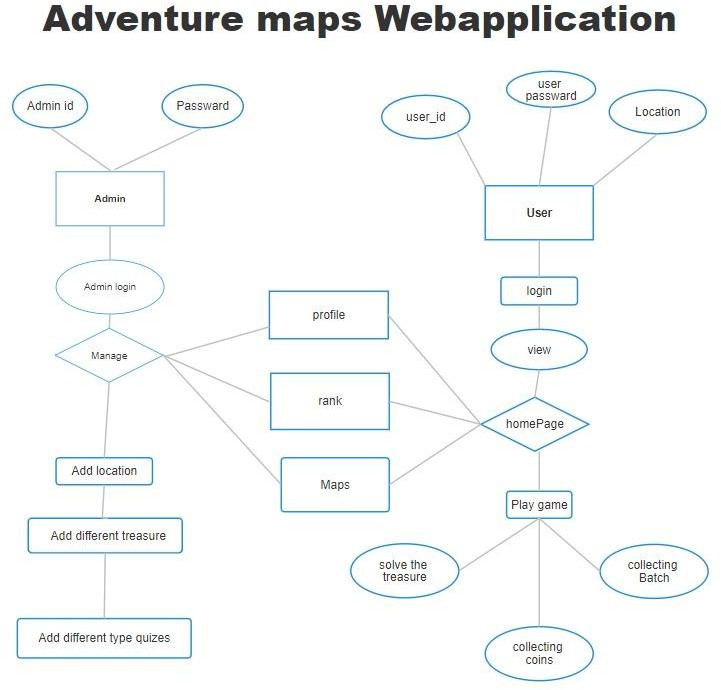 Adventure maps Webapplication
Admin id
Passward
user_id
user
passward
Location
Admin
User
Admin login
login
profile
view
Manage
rank
homePage
Add location
Maps
Play game
Add different treasure
solve the
treasure
collecting
Batch
Add different type quizes
collecting
coins